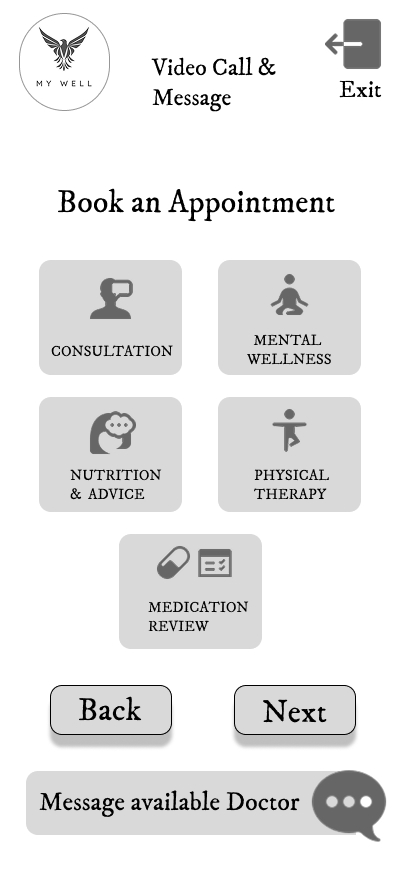 MY WELL
Video Call &
Message
Exit
Book an Appointment
CONSULTATION
MENTAL
WELLNESS
NUTRITION
& ADVICE
PHYSICAL
THERAPY
MEDICATION
REVIEW
Back
Next
Message available Doctor